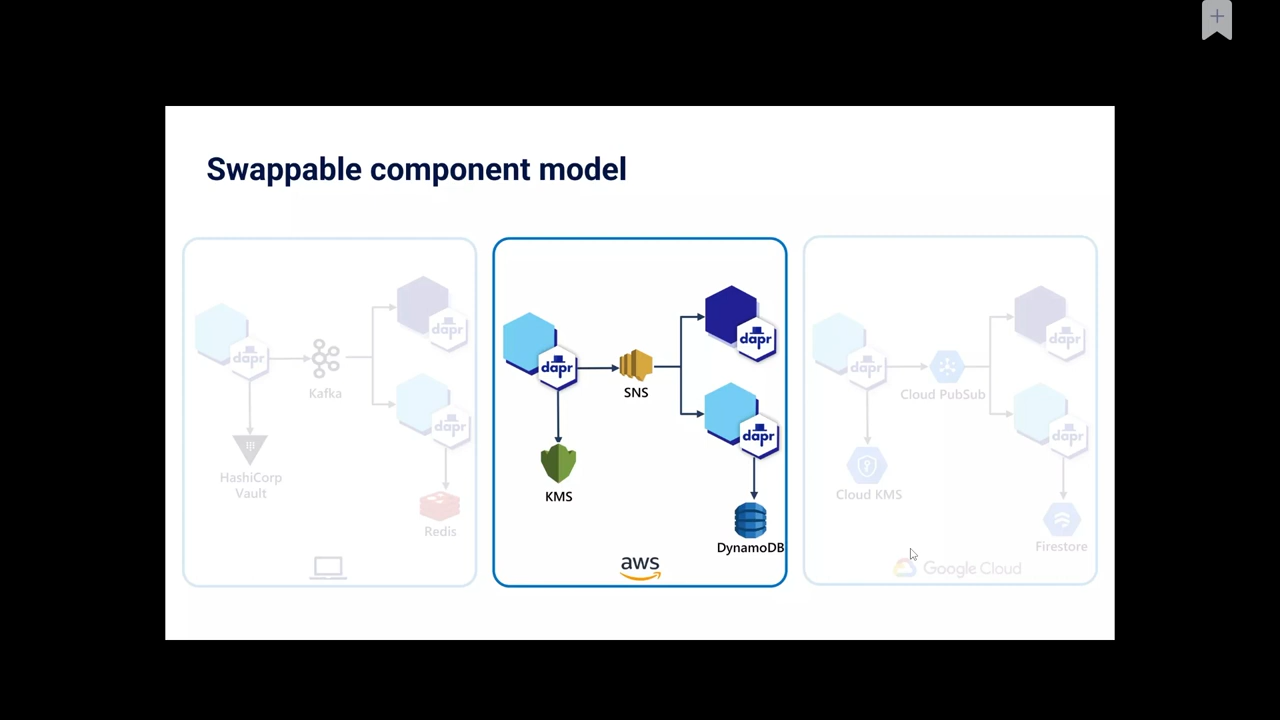 Swappable component model
dapr
dapr
Kafka
dapr
HashiCorp
Vault
Redis
dapr
dapr
SNS
dapr
KMS
DynamoDB
aws
dapr
dapr
Cloud PubSub
dapr
Cloud KMS
Firestore
Google Cloud